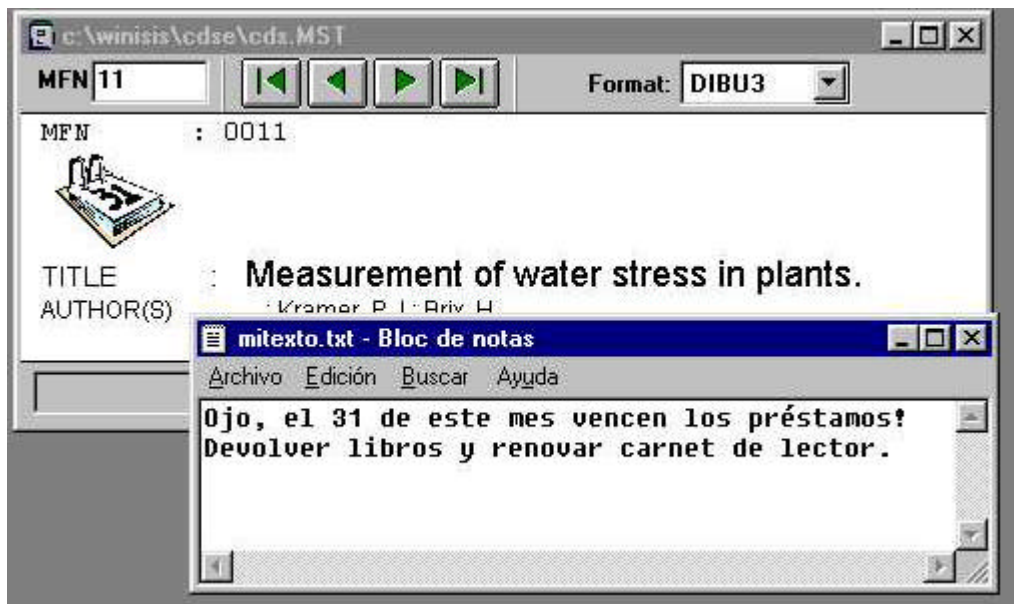 c:\winisis\cdse\cds.MST
MFN 11 Format: DIBU3
MFN : 0011
31
TITLE : Measurement of water stress in plants.
AUTHOR(S) : Kramer, P.J.; Brix, H.
mitexto.txt - Bloc de notas
Archivo Edición Buscar Ayuda
Ojo, el 31 de este mes vencen los préstamos!
Devolver libros y renovar carnet de lector.